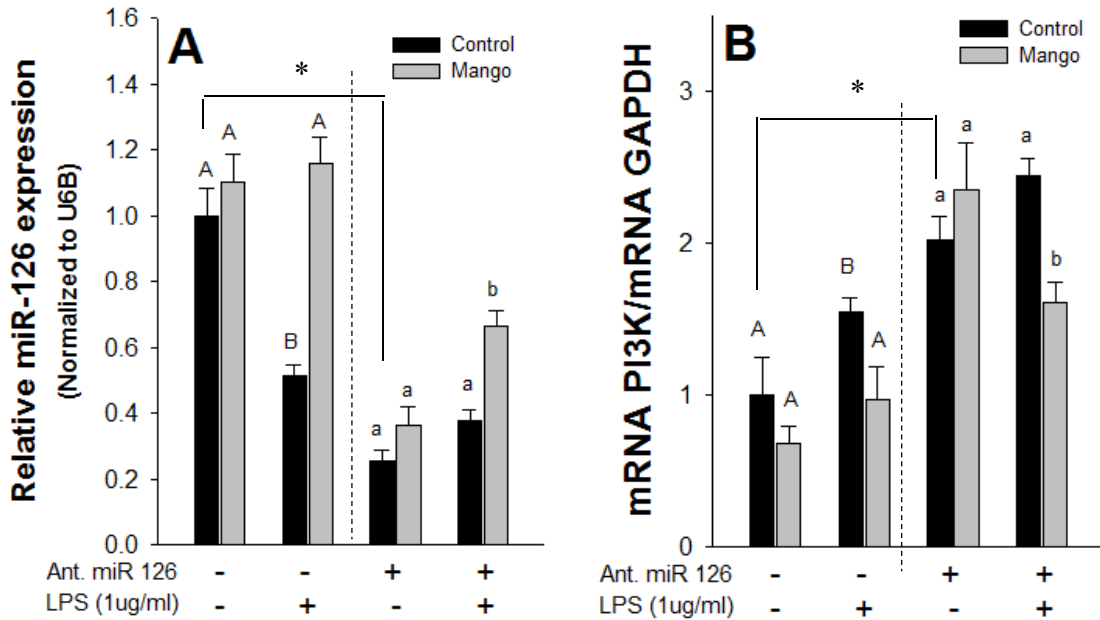 A
Control
Mango
*
Relative miR-126 expression
(Normalized to U6B)
1.6
1.4
1.2
1.0
0.8
0.6
0.4
0.2
0.0
A
A
B
A
a
a
a
b
Ant. miR 126 - - + +
LPS (1ug/ml) - + - +
B
Control
Mango
*
mRNA PI3K/mRNA GAPDH
3
2
1
0
A
A
B
A
a
a
a
b
Ant. miR 126 - - + +
LPS (1ug/ml) - + - +